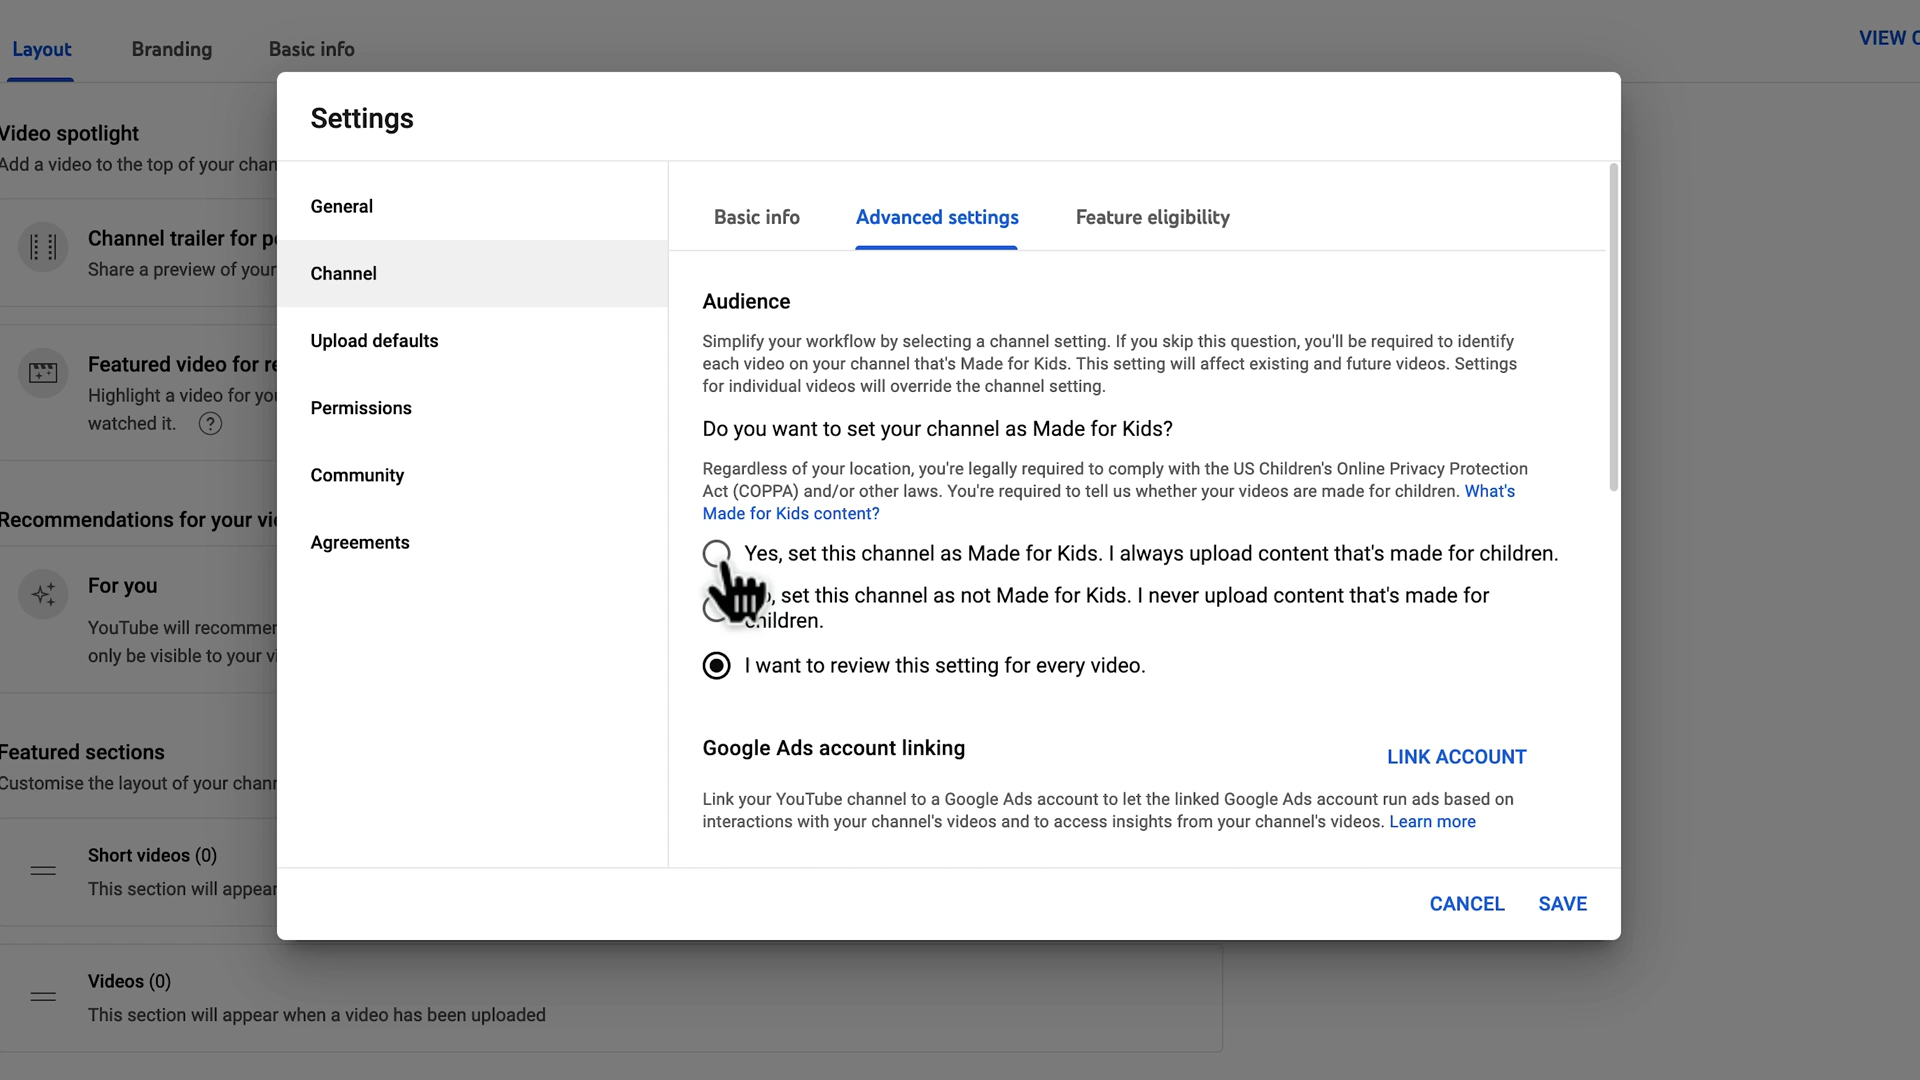 Layout
Branding
Basic info
VIEW
Settings
Video spotlight
Add a video to the top of your
Channel trailer for
Share a preview of your
Featured video for
Highlight a video for
watched it. ?
Recommendations for your
For you
YouTube will
only be visible to your
Featured sections
Customise the layout of your
Short videos (0)
This section will appear
Videos (0)
This section will appear when a video has been uploaded
General
Channel
Upload defaults
Permissions
Community
Agreements
Basic info
Advanced settings
Feature eligibility
Audience
Simplify your workflow by selecting a channel setting. If you skip this question, you'll be required to identify
each video on your channel that's Made for Kids. This setting will affect existing and future videos. Settings
for individual videos will override the channel setting.
Do you want to set your channel as Made for Kids?
Regardless of your location, you're legally required to comply with the US Children's Online Privacy Protection
Act (COPPA) and/or other laws. You're required to tell us whether your videos are made for children. What's
Made for Kids content?
Yes, set this channel as Made for Kids. I always upload content that's made for children.
set this channel as not Made for Kids. I never upload content that's made for
children.
I want to review this setting for every video.
Google Ads account linking
LINK ACCOUNT
Link your YouTube channel to a Google Ads account to let the linked Google Ads account run ads based on
interactions with your channel's videos and to access insights from your channel's videos. Learn more
CANCEL
SAVE